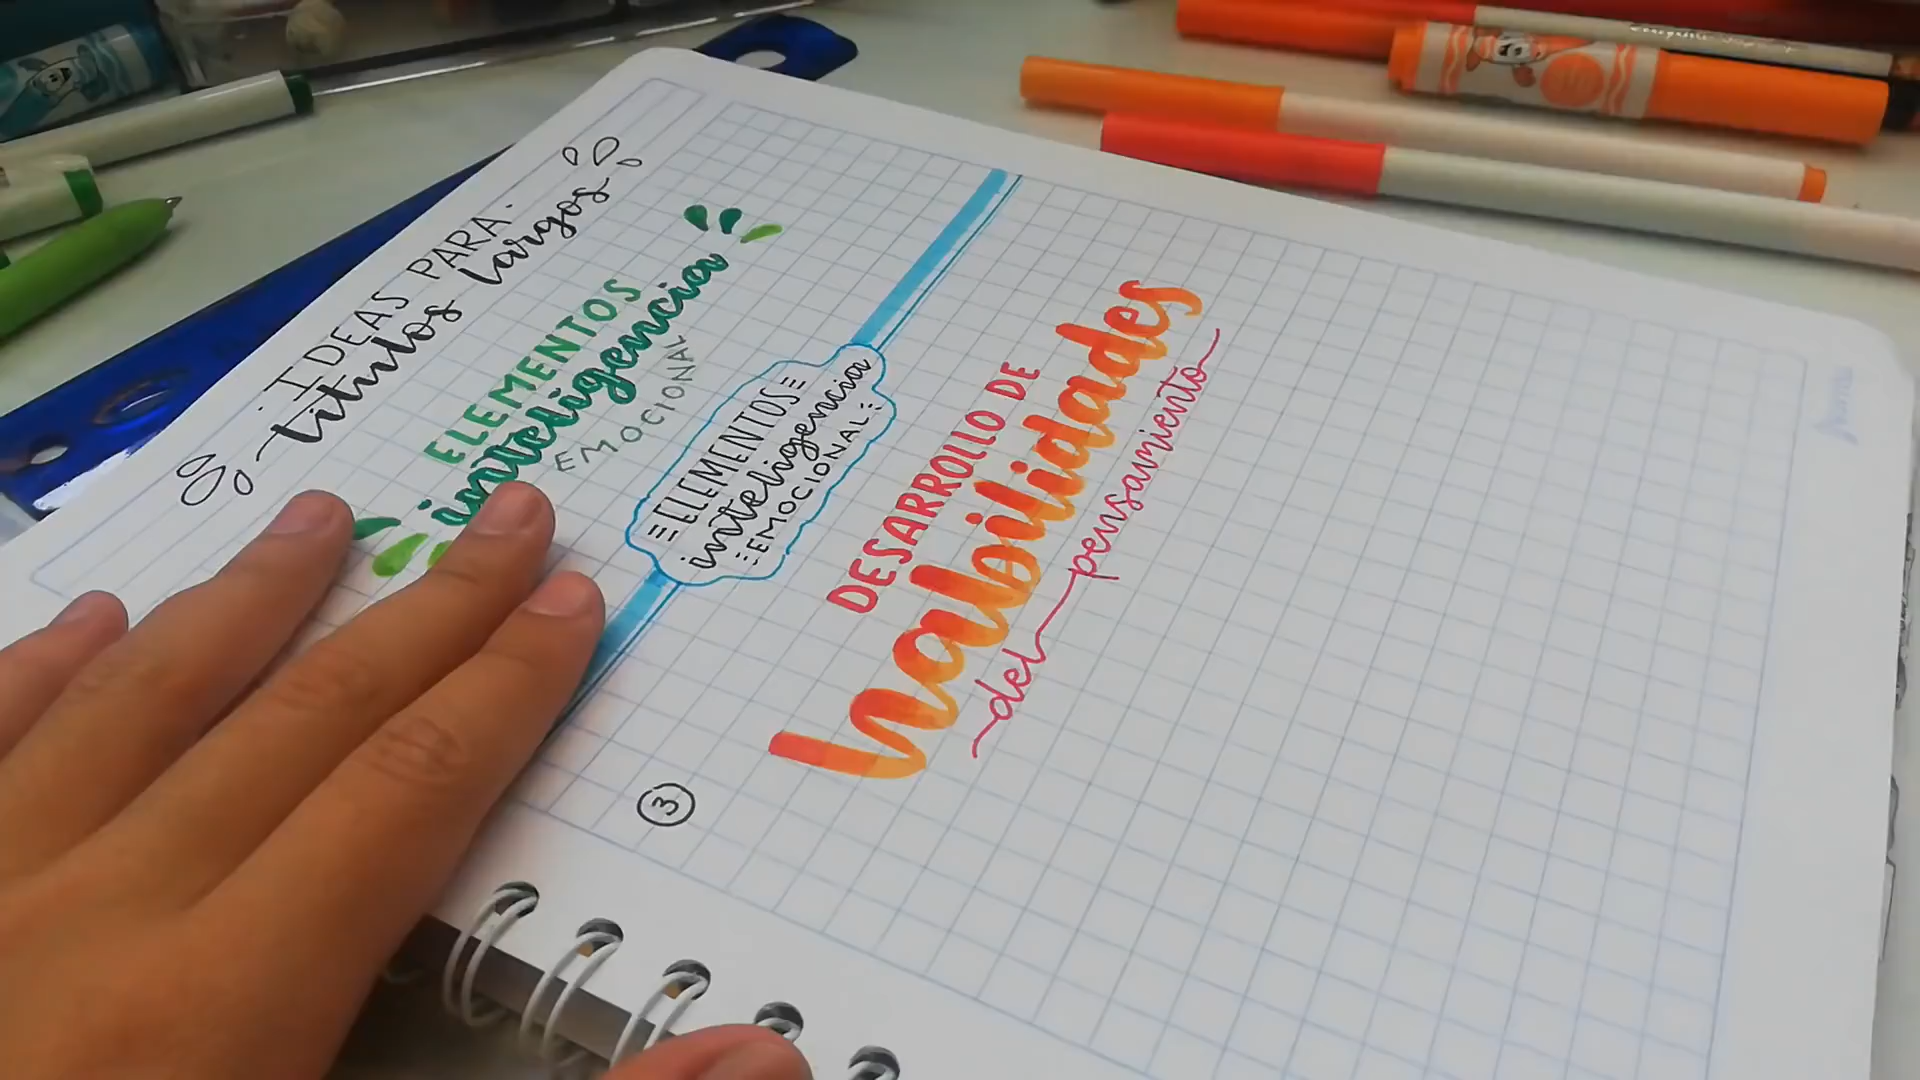 IDEAS PARA
títulos largos
ELEMENTOS
inteligencia
EMOCIONAL
ELEMENTOS
inteligencia
EMOCIONAL
DESARROLLO DE
habilidades
del pensamiento
3